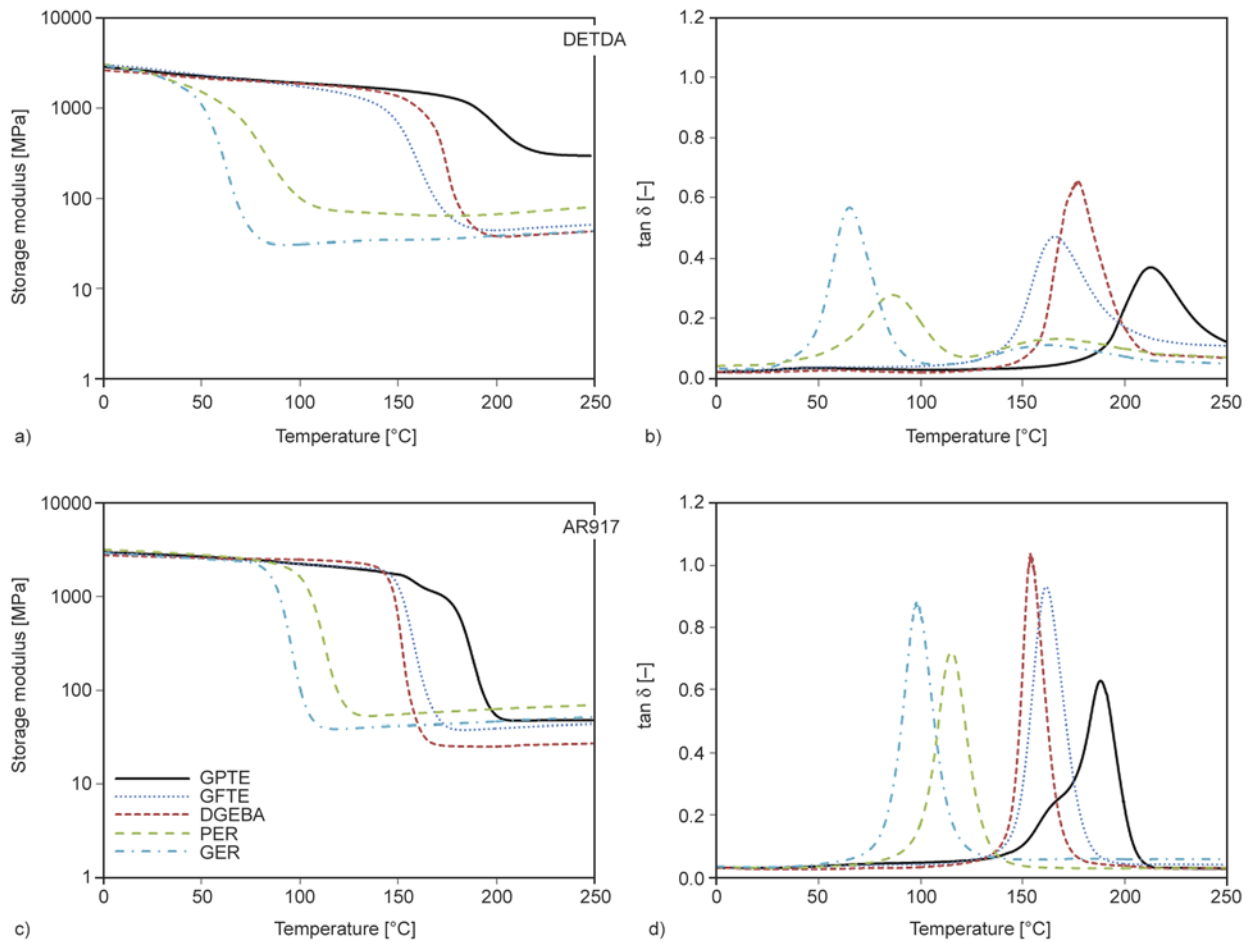 10000
1000
100
10
1
Storage modulus [MPa]
0
50
100
150
200
250
Temperature [°C]
a)
DETDA
1.2
1.0
0.8
0.6
0.4
0.2
0.0
tan δ [–]
0
50
100
150
200
250
Temperature [°C]
b)
10000
1000
100
10
1
Storage modulus [MPa]
GPTE
GFTE
DGEBA
PER
GER
0
50
100
150
200
250
Temperature [°C]
c)
AR917
1.2
1.0
0.8
0.6
0.4
0.2
0.0
tan δ [–]
0
50
100
150
200
250
Temperature [°C]
d)